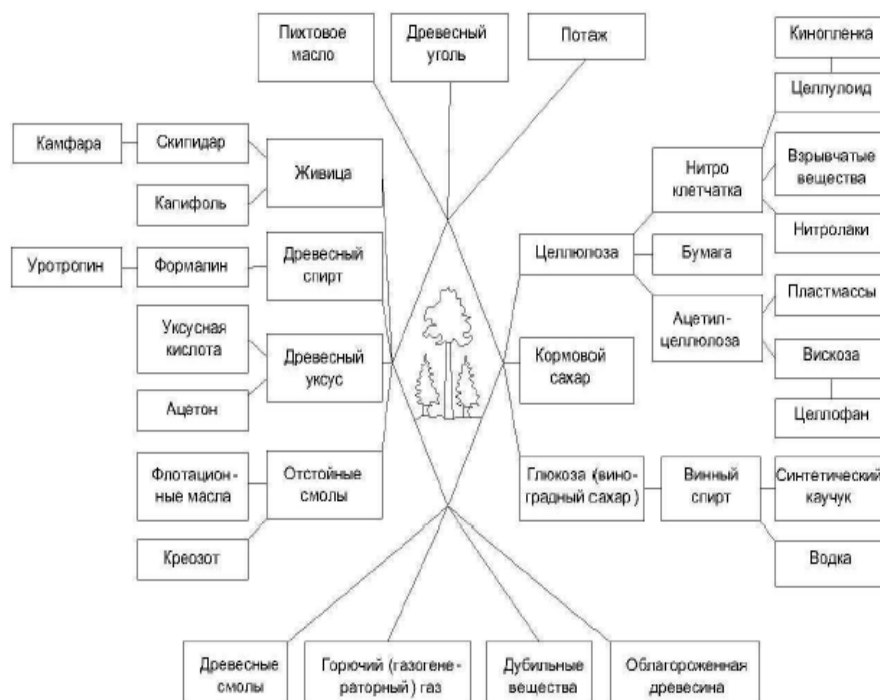 Пихтовое
масло
Древесный
уголь
Потаж
Кинопленка
Целлулоид
Камфара
Скипидар
Живица
Капифоль
Нитро
клетчатка
Взрывчатые
вещества
Нитролаки
Уротропин
Формалин
Древесный
спирт
Целлюлоза
Бумага
Ацетил-
целлюлоза
Пластмассы
Вискоза
Целлофан
Уксусная
кислота
Древесный
уксус
Ацетон
Кормовой
сахар
Флотацион-
ные масла
Отстойные
смолы
Креозот
Глюкоза (вино-
градный сахар)
Винный
спирт
Синтетический
каучук
Водка
Древесные
смолы
Горючий (газогене-
раторный) газ
Дубильные
вещества
Облагороженная
древесина